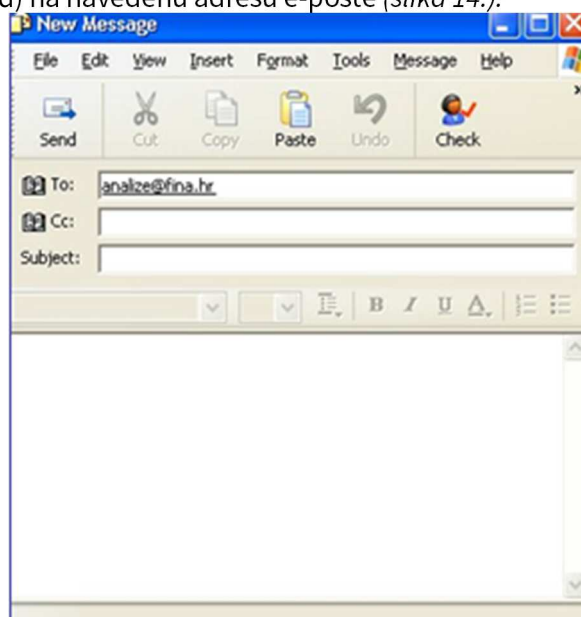 na navedenu adresu e-pošte (slika 14.).
New Message
File Edit View Insert Format Tools Message Help
Send Cut Copy Paste Undo Check
To: analize@fina.hr
Cc:
Subject:
B I U A